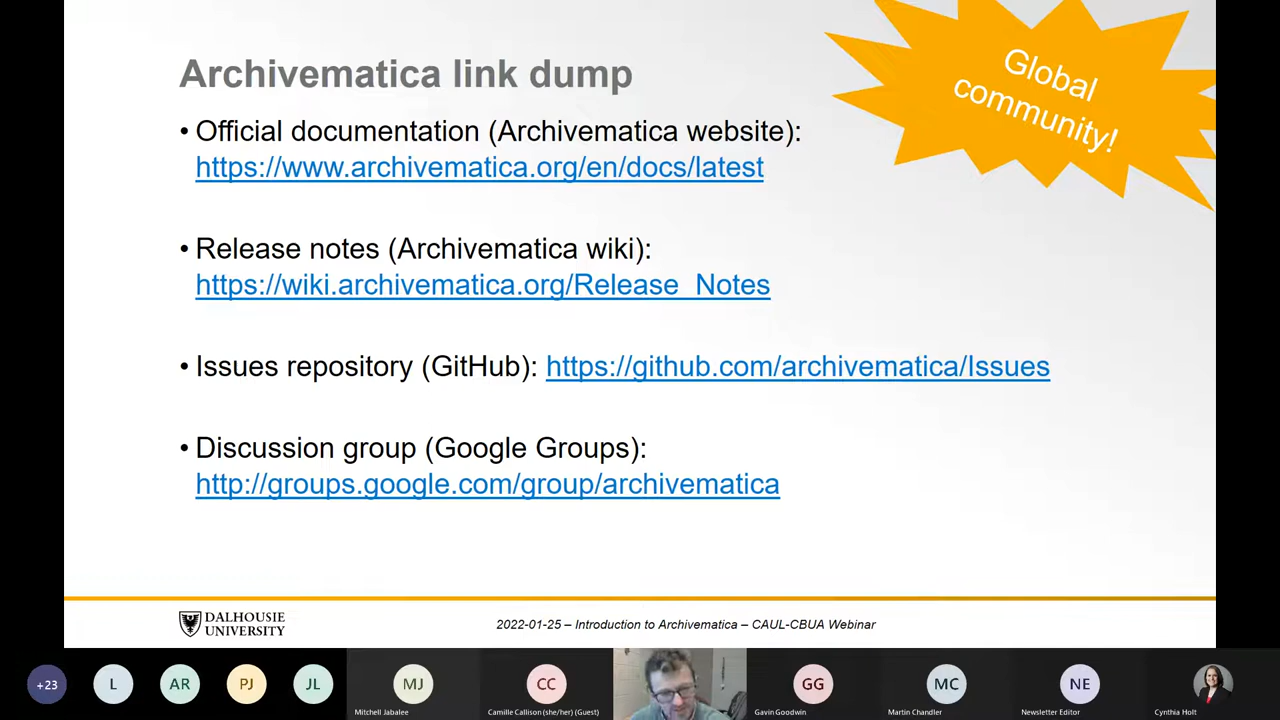 Archivematica link dump
Global
community!
• Official documentation (Archivematica website):
https://www.archivematica.org/en/docs/latest
• Release notes (Archivematica wiki):
https://wiki.archivematica.org/Release_Notes
• Issues repository (GitHub): https://github.com/archivematica/Issues
• Discussion group (Google Groups):
http://groups.google.com/group/archivematica
DALHOUSIE
UNIVERSITY
2022-01-25 – Introduction to Archivematica – CAUL-CBUA Webinar
+23 L AR PJ JL MJ CC GG MC NE
Mitchell Jabalee Camille Callison (she/her) (Guest) Gavin Goodwin Martin Chandler Newsletter Editor Cynthia Holt